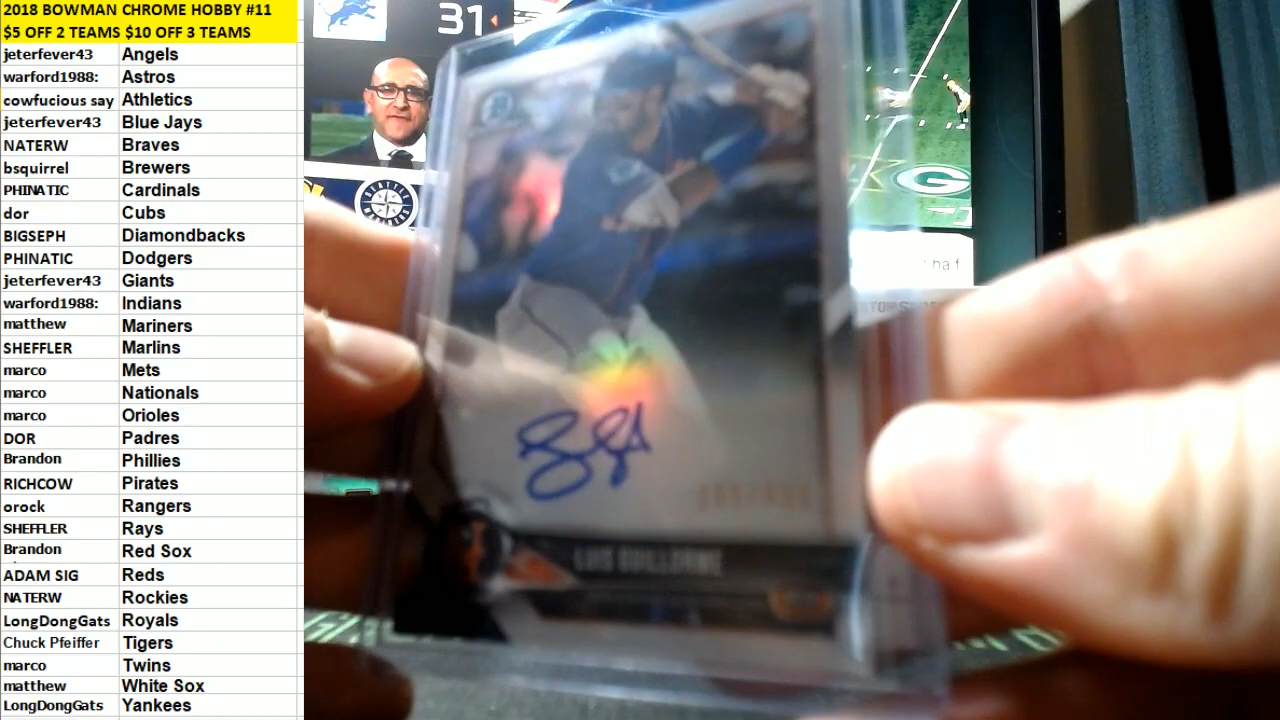 2018 BOWMAN CHROME HOBBY #11
$5 OFF 2 TEAMS $10 OFF 3 TEAMS
jeterfever43 Angels
warford1988: Astros
cowfucious say Athletics
jeterfever43 Blue Jays
NATERW Braves
bsquirrel Brewers
PHINATIC Cardinals
dor Cubs
BIGSEPH Diamondbacks
PHINATIC Dodgers
jeterfever43 Giants
warford1988: Indians
matthew Mariners
SHEFFLER Marlins
marco Mets
marco Nationals
marco Orioles
DOR Padres
Brandon Phillies
RICHCOW Pirates
orock Rangers
SHEFFLER Rays
Brandon Red Sox
ADAM SIG Reds
NATERW Rockies
LongDongGats Royals
Chuck Pfeiffer Tigers
marco Twins
matthew White Sox
LongDongGats Yankees
31
SEATTLE
G
LUIS GUILLORME